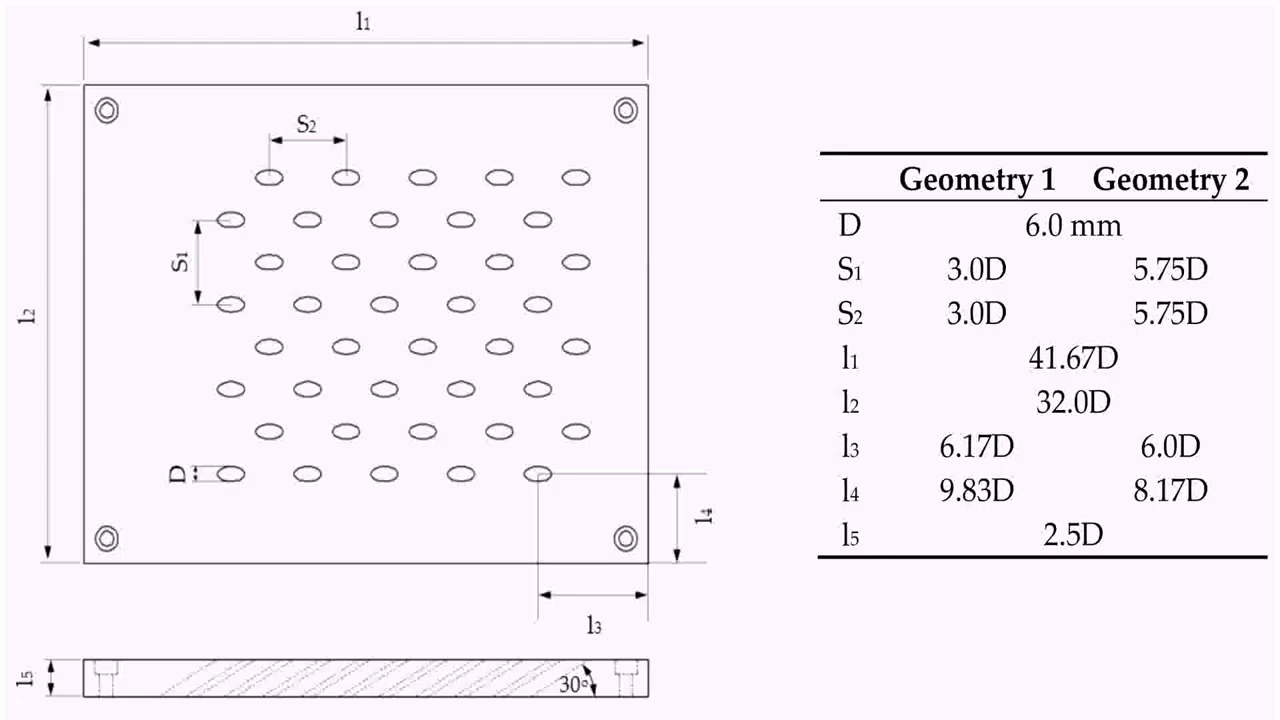 l1
S2
S1
l2
D
l4
l3
l5
30°
Geometry 1 Geometry 2
D 6.0 mm
S1 3.0D 5.75D
S2 3.0D 5.75D
l1 41.67D
l2 32.0D
l3 6.17D 6.0D
l4 9.83D 8.17D
l5 2.5D